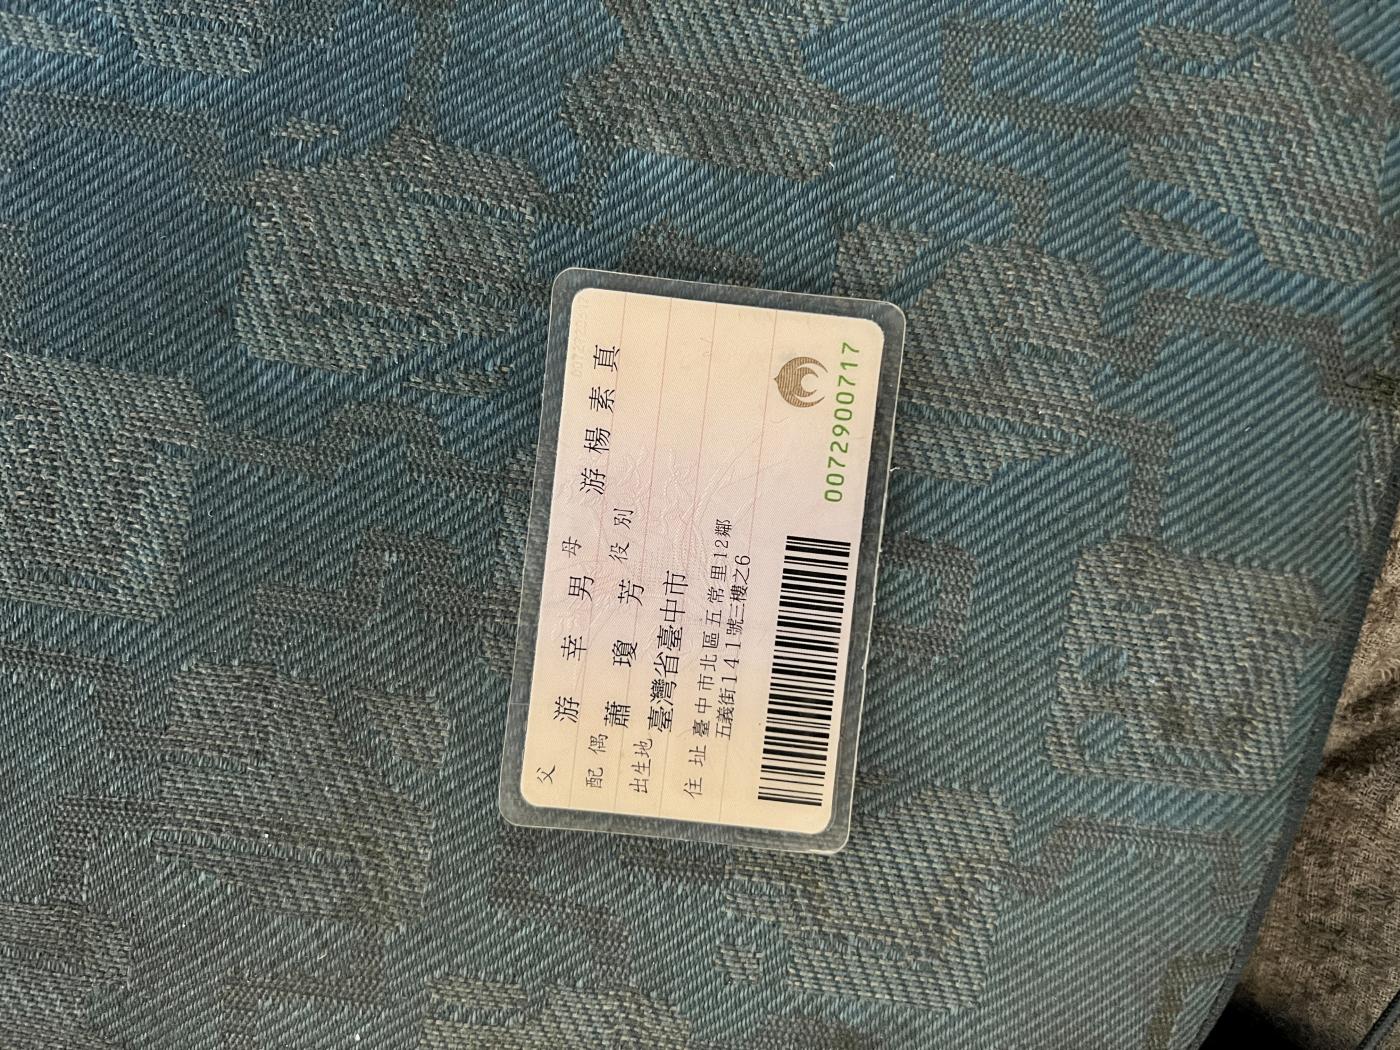 父 游幸男 母 游楊素真
配偶 蕭瓊芳 役別
出生地 臺灣省臺中市
住址 臺中市北區五常里12鄰
五義街141號三樓之6
0072900717